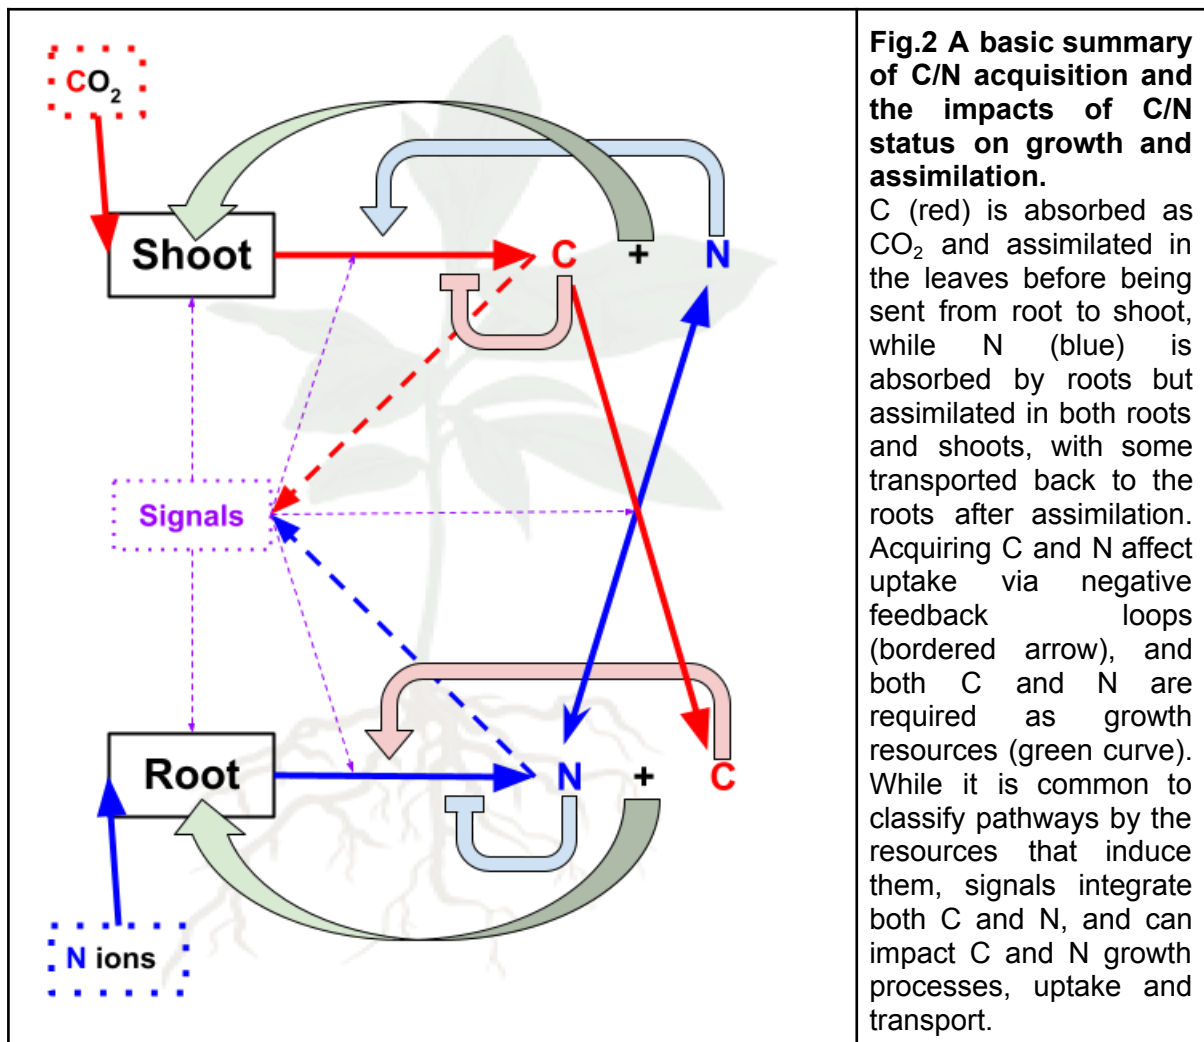 CO₂
Shoot
C + N
Signals
Root
N + C
N ions
Fig.2 A basic summary
of C/N acquisition and
the impacts of C/N
status on growth and
assimilation.
C (red) is absorbed as
CO₂ and assimilated in
the leaves before being
sent from root to shoot,
while N (blue) is
absorbed by roots but
assimilated in both roots
and shoots, with some
transported back to the
roots after assimilation.
Acquiring C and N affect
uptake via negative
feedback loops
(bordered arrow), and
both C and N are
required as growth
resources (green curve).
While it is common to
classify pathways by the
resources that induce
them, signals integrate
both C and N, and can
impact C and N growth
processes, uptake and
transport.